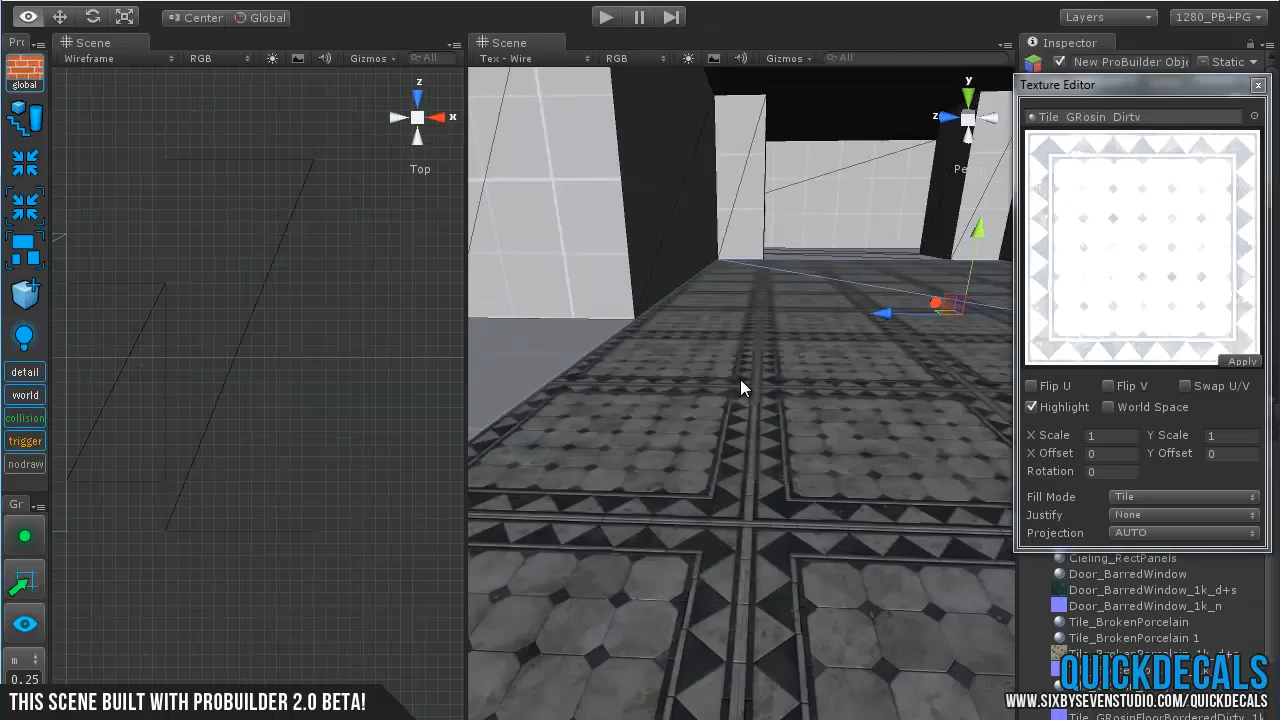 Center
Global
Layers
1280_PB+PG
Pro
Scene
Scene
Inspector
Wireframe
RGB
Gizmos
All
Tex - Wire
RGB
Gizmos
All
New ProBuilder Obje
Static
Texture Editor
x
global
z
x
Top
y
z
Persp
Tile_GRosin_Dirty
Apply
Flip U
Flip V
Swap U/V
Highlight
World Space
X Scale
1
Y Scale
1
X Offset
0
Y Offset
0
Rotation
0
Fill Mode
Tile
Justify
None
Projection
AUTO
detail
world
collision
trigger
nodraw
Gr
m
0.25
Cieling_RectPanels
Door_BarredWindow
Door_BarredWindow_1k_d+s
Door_BarredWindow_1k_n
Tile_BrokenPorcelain
Tile_BrokenPorcelain 1
Tile_BrokenPorcelain_1k_d+s
QUICKDECALS
WWW.SIXBYSEVENSTUDIO.COM/QUICKDECALS
THIS SCENE BUILT WITH PROBUILDER 2.0 BETA!